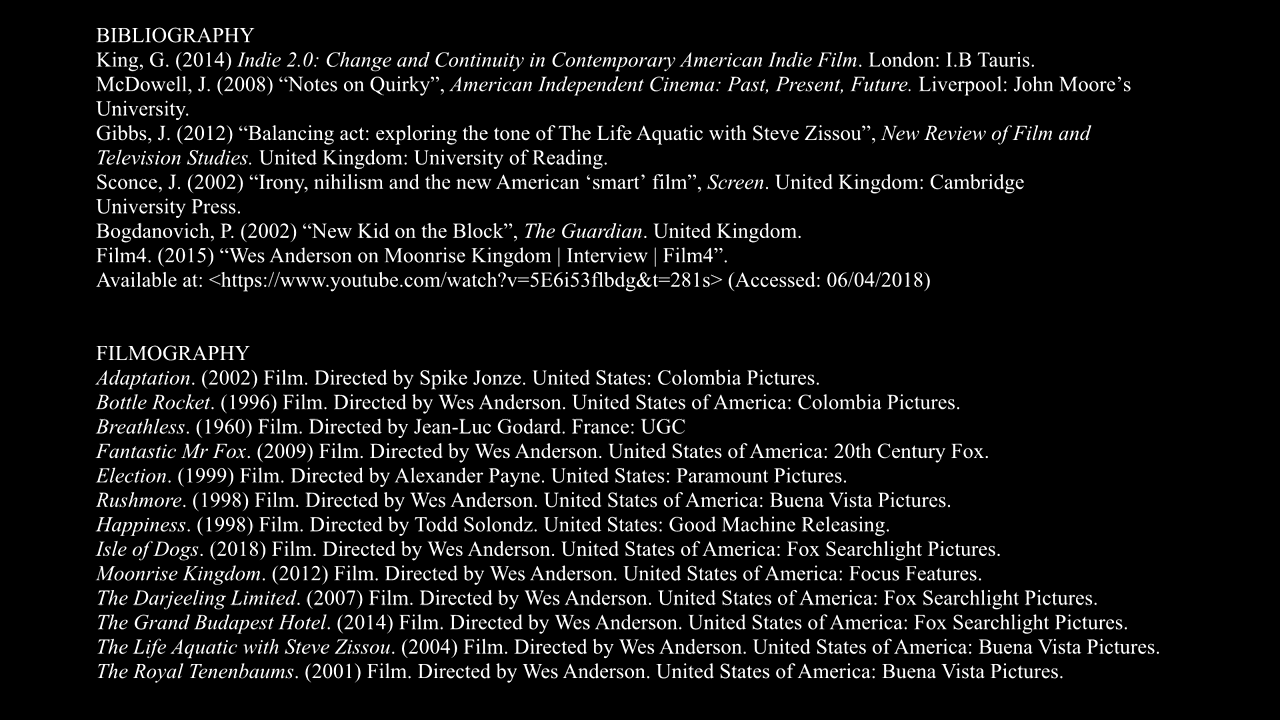 BIBLIOGRAPHY
King, G. (2014) Indie 2.0: Change and Continuity in Contemporary American Indie Film. London: I.B Tauris.
McDowell, J. (2008) “Notes on Quirky”, American Independent Cinema: Past, Present, Future. Liverpool: John Moore’s
University.
Gibbs, J. (2012) “Balancing act: exploring the tone of The Life Aquatic with Steve Zissou”, New Review of Film and
Television Studies. United Kingdom: University of Reading.
Sconce, J. (2002) “Irony, nihilism and the new American ‘smart’ film”, Screen. United Kingdom: Cambridge
University Press.
Bogdanovich, P. (2002) “New Kid on the Block”, The Guardian. United Kingdom.
Film4. (2015) “Wes Anderson on Moonrise Kingdom | Interview | Film4”.
Available at: <https://www.youtube.com/watch?v=5E6i53flbdg&t=281s> (Accessed: 06/04/2018)
FILMOGRAPHY
Adaptation. (2002) Film. Directed by Spike Jonze. United States: Colombia Pictures.
Bottle Rocket. (1996) Film. Directed by Wes Anderson. United States of America: Colombia Pictures.
Breathless. (1960) Film. Directed by Jean-Luc Godard. France: UGC
Fantastic Mr Fox. (2009) Film. Directed by Wes Anderson. United States of America: 20th Century Fox.
Election. (1999) Film. Directed by Alexander Payne. United States: Paramount Pictures.
Rushmore. (1998) Film. Directed by Wes Anderson. United States of America: Buena Vista Pictures.
Happiness. (1998) Film. Directed by Todd Solondz. United States: Good Machine Releasing.
Isle of Dogs. (2018) Film. Directed by Wes Anderson. United States of America: Fox Searchlight Pictures.
Moonrise Kingdom. (2012) Film. Directed by Wes Anderson. United States of America: Focus Features.
The Darjeeling Limited. (2007) Film. Directed by Wes Anderson. United States of America: Fox Searchlight Pictures.
The Grand Budapest Hotel. (2014) Film. Directed by Wes Anderson. United States of America: Fox Searchlight Pictures.
The Life Aquatic with Steve Zissou. (2004) Film. Directed by Wes Anderson. United States of America: Buena Vista Pictures.
The Royal Tenenbaums. (2001) Film. Directed by Wes Anderson. United States of America: Buena Vista Pictures.